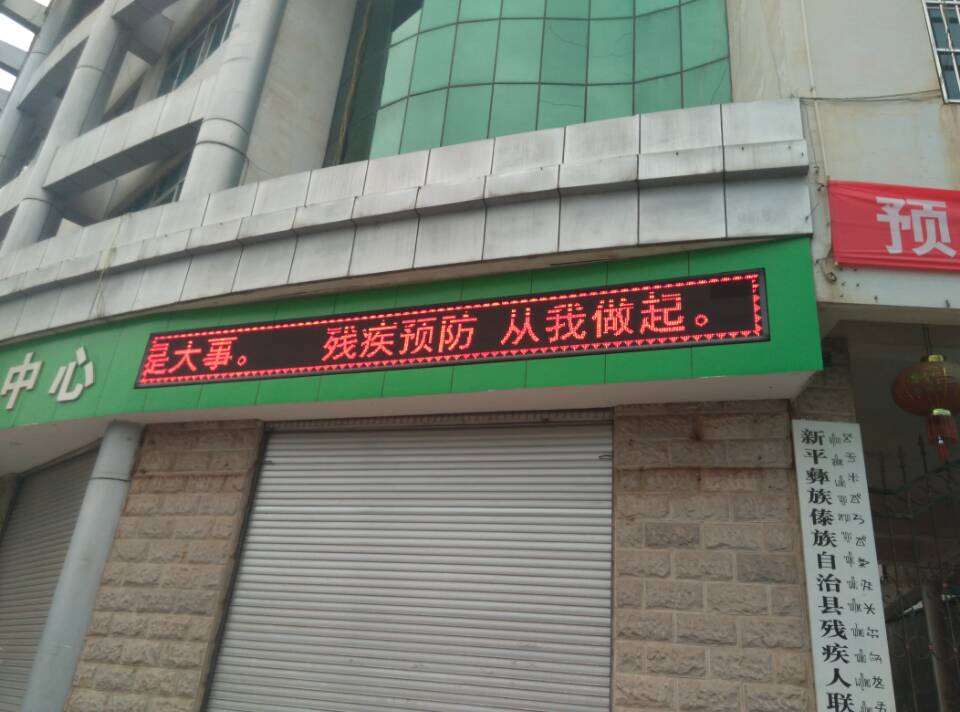 预
是大事。 残疾预防 从我做起。
中心
新平彝族傣族自治县残疾人联